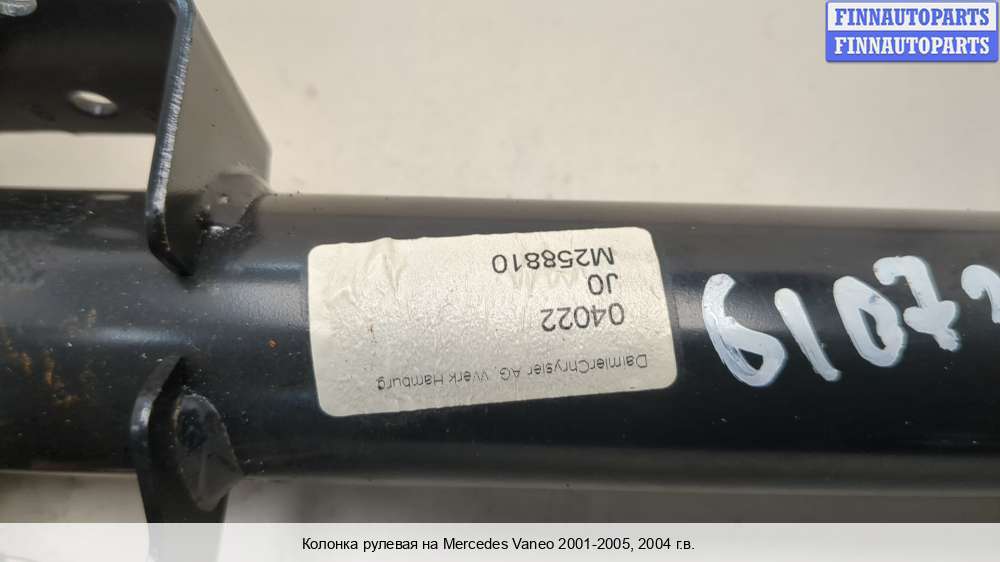 FINNAUTOPARTS
FINNAUTOPARTS
DaimlerChrysler AG, Werk Hamburg
04022
J0
M258810
Колонка рулевая на Mercedes Vaneo 2001-2005, 2004 г.в.